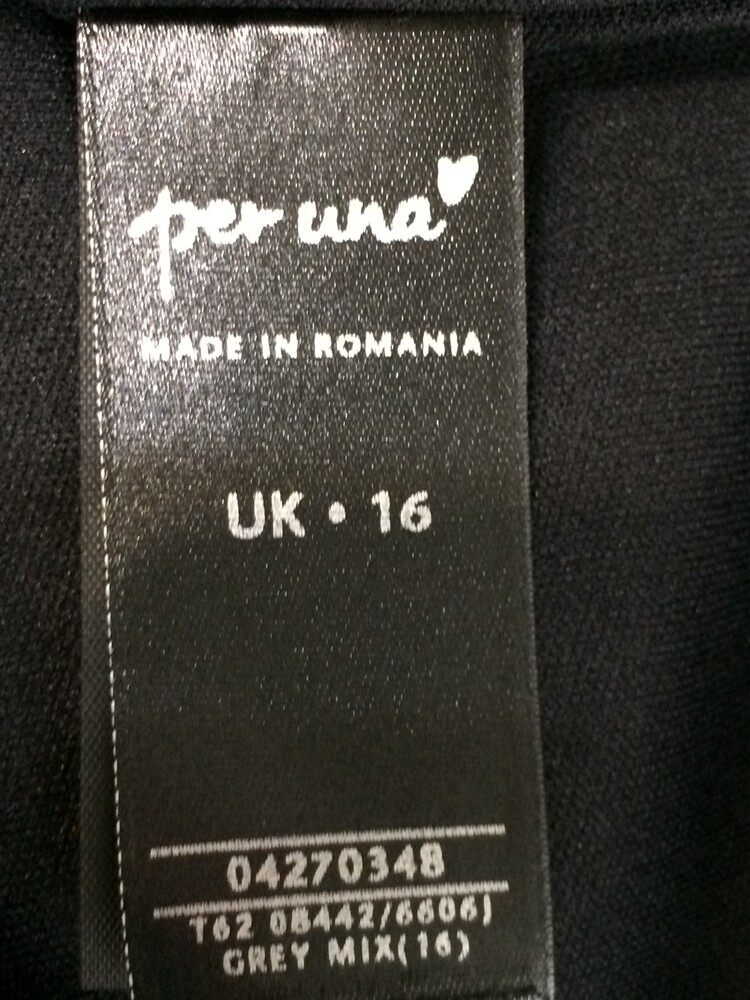 per una
MADE IN ROMANIA
UK • 16
04270348
T62 08442/6606J
GREY MIX(16)